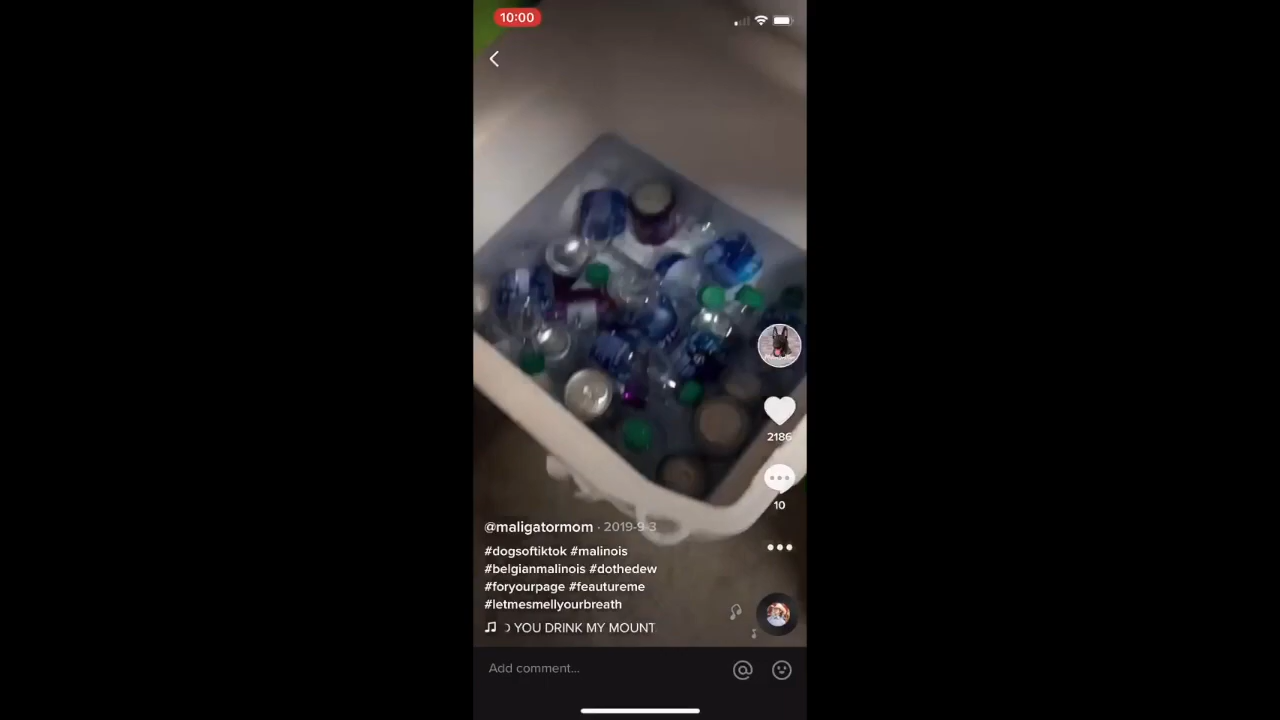 10:00
2186
10
@maligatormom · 2019-9-3
#dogsoftiktok #malinois
#belgianmalinois #dothedew
#foryourpage #feautureme
#letmesmellyourbreath
YOU DRINK MY MOUNT
Add comment...